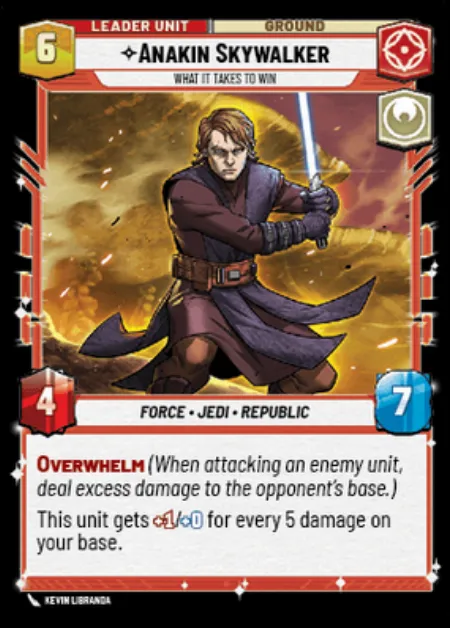 LEADER UNIT
GROUND
6
ANAKIN SKYWALKER
WHAT IT TAKES TO WIN
4
FORCE • JEDI • REPUBLIC
7
OVERWHELM (When attacking an enemy unit,
deal excess damage to the opponent's base.)
This unit gets +1/+0 for every 5 damage on
your base.
KEVIN LIBRANDA